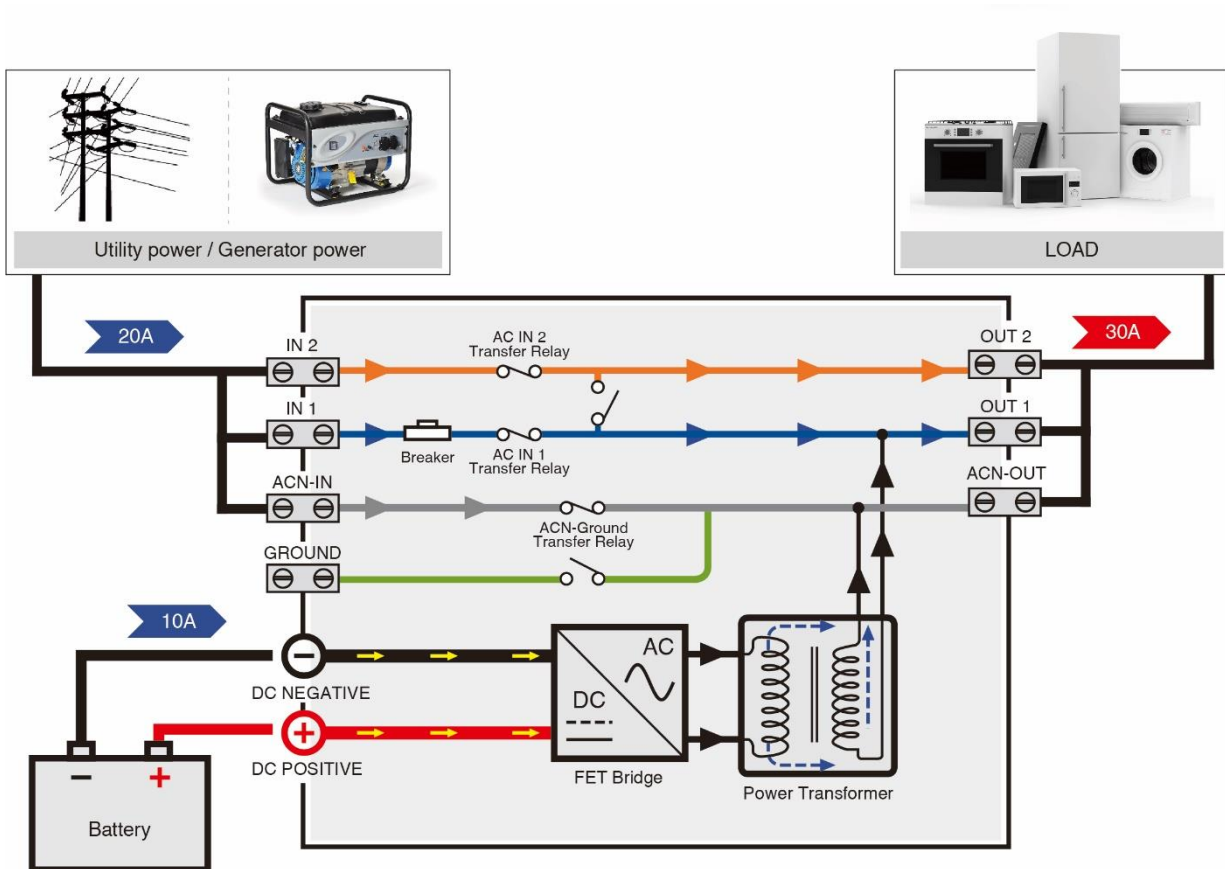 Utility power / Generator power
LOAD
20A
30A
IN 2
AC IN 2
Transfer Relay
OUT 2
IN 1
Breaker
AC IN 1
Transfer Relay
OUT 1
ACN-IN
ACN-Ground
Transfer Relay
ACN-OUT
GROUND
10A
DC NEGATIVE
DC POSITIVE
AC
DC
FET Bridge
Power Transformer
− +
Battery